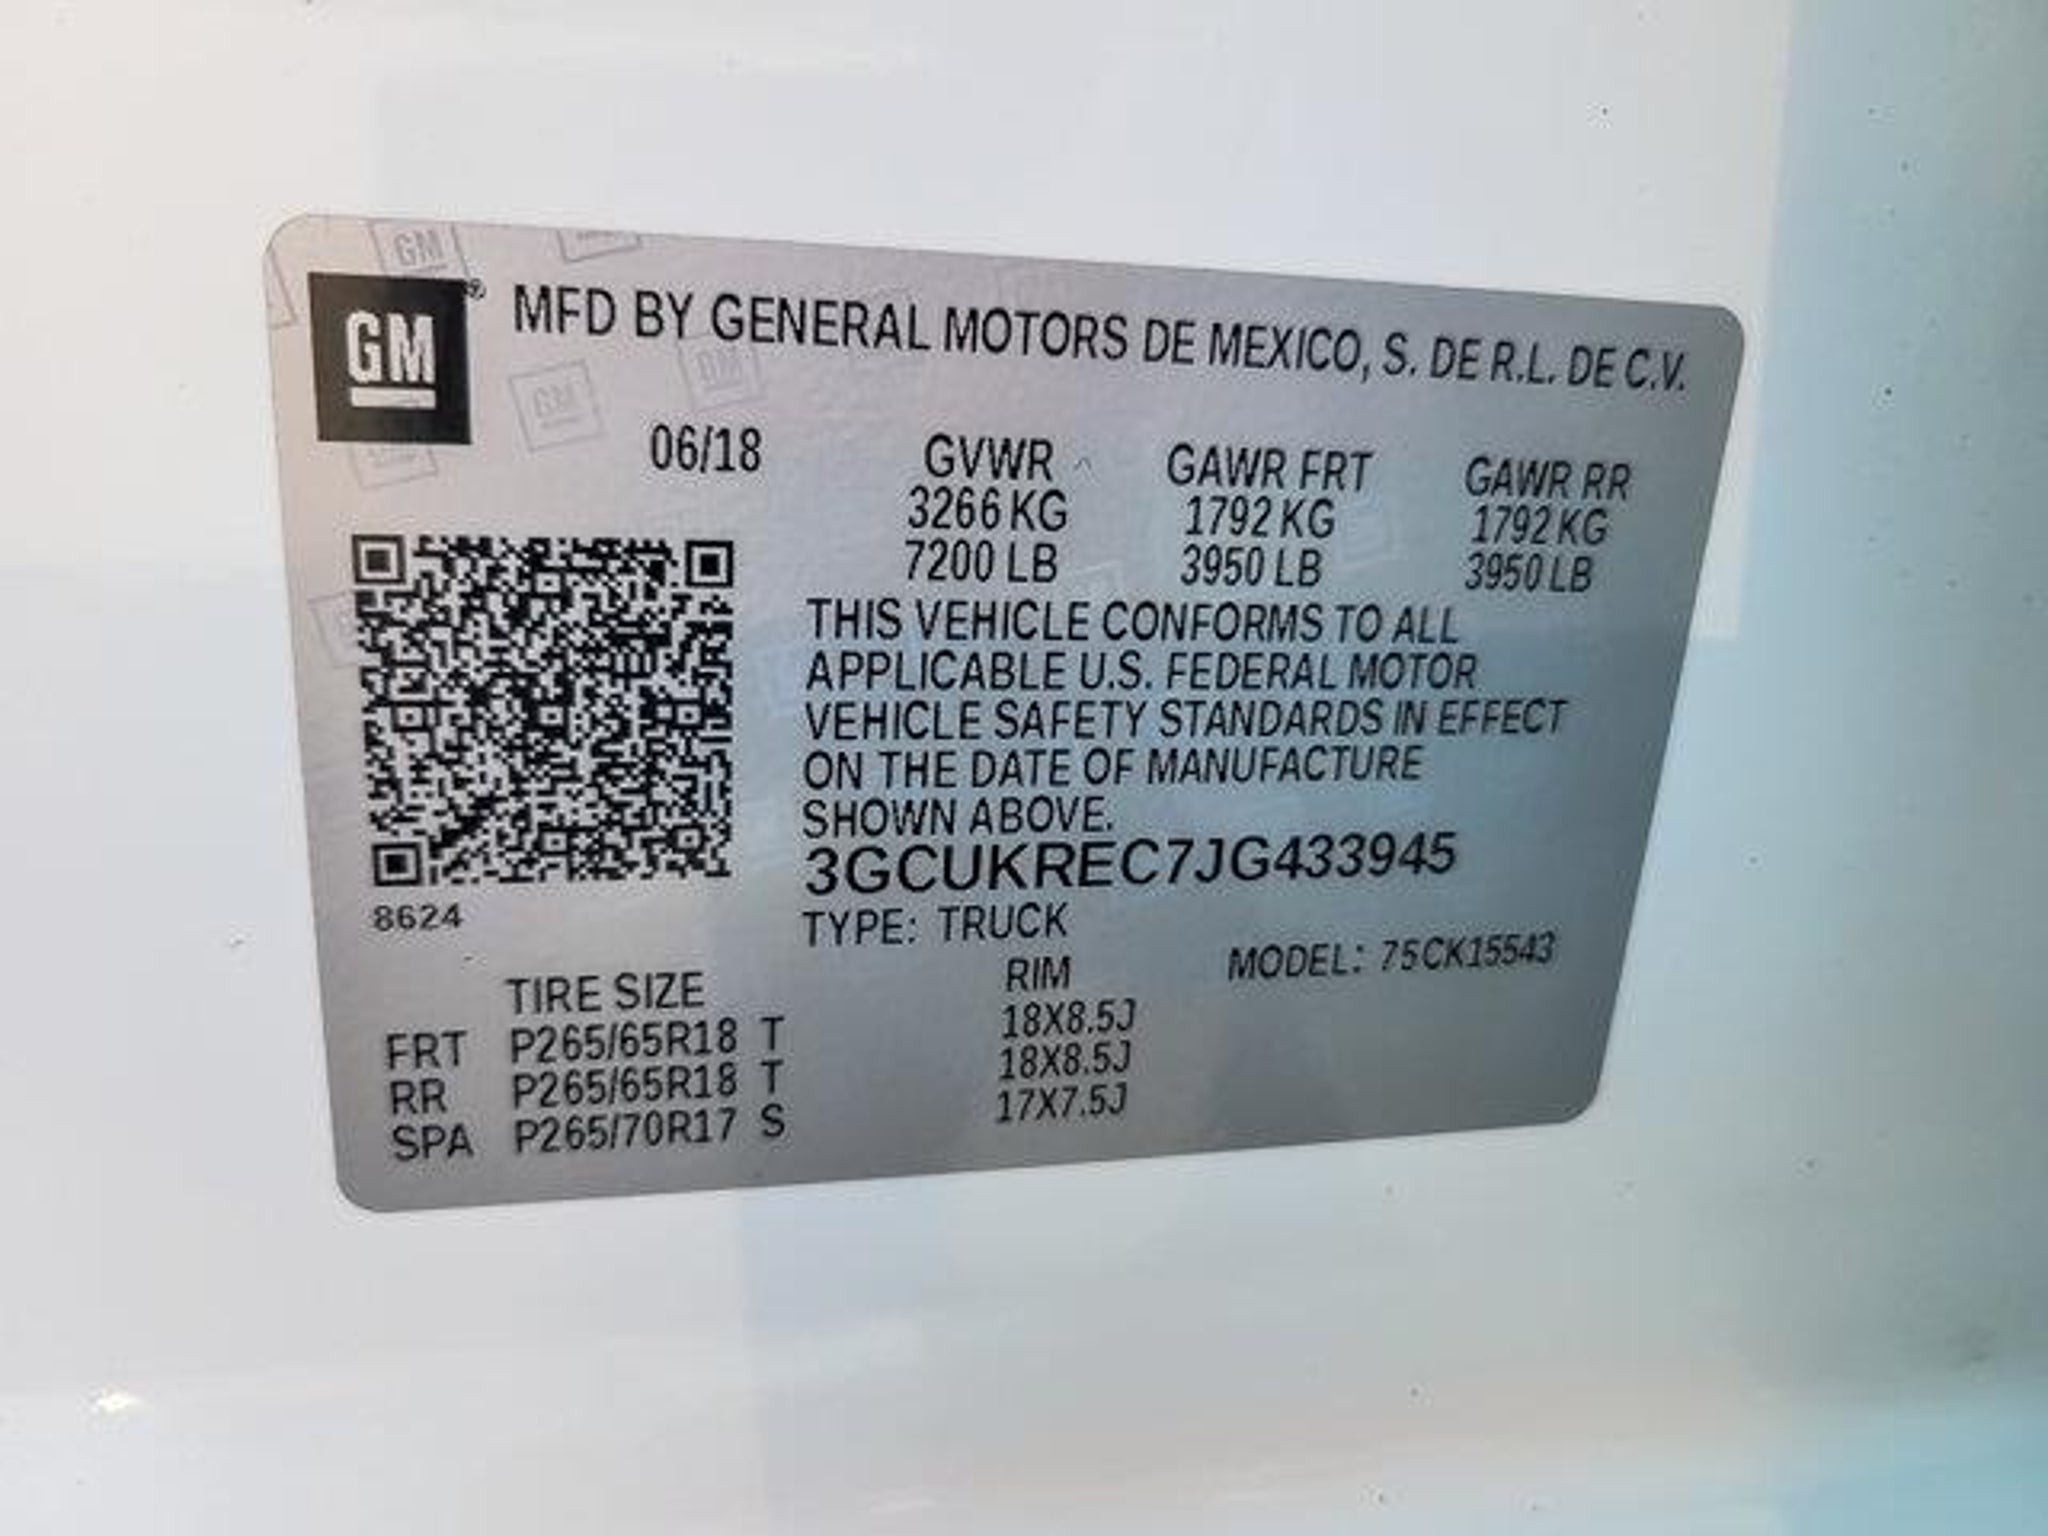 GM® MFD BY GENERAL MOTORS DE MEXICO, S. DE R.L. DE C.V.
06/18 GVWR GAWR FRT GAWR RR
3266 KG 1792 KG 1792 KG
7200 LB 3950 LB 3950 LB
THIS VEHICLE CONFORMS TO ALL
APPLICABLE U.S. FEDERAL MOTOR
VEHICLE SAFETY STANDARDS IN EFFECT
ON THE DATE OF MANUFACTURE
SHOWN ABOVE.
3GCUKREC7JG433945
8624
TYPE: TRUCK
MODEL: 75CK15543
TIRE SIZE RIM
FRT P265/65R18 T 18X8.5J
RR P265/65R18 T 18X8.5J
SPA P265/70R17 S 17X7.5J